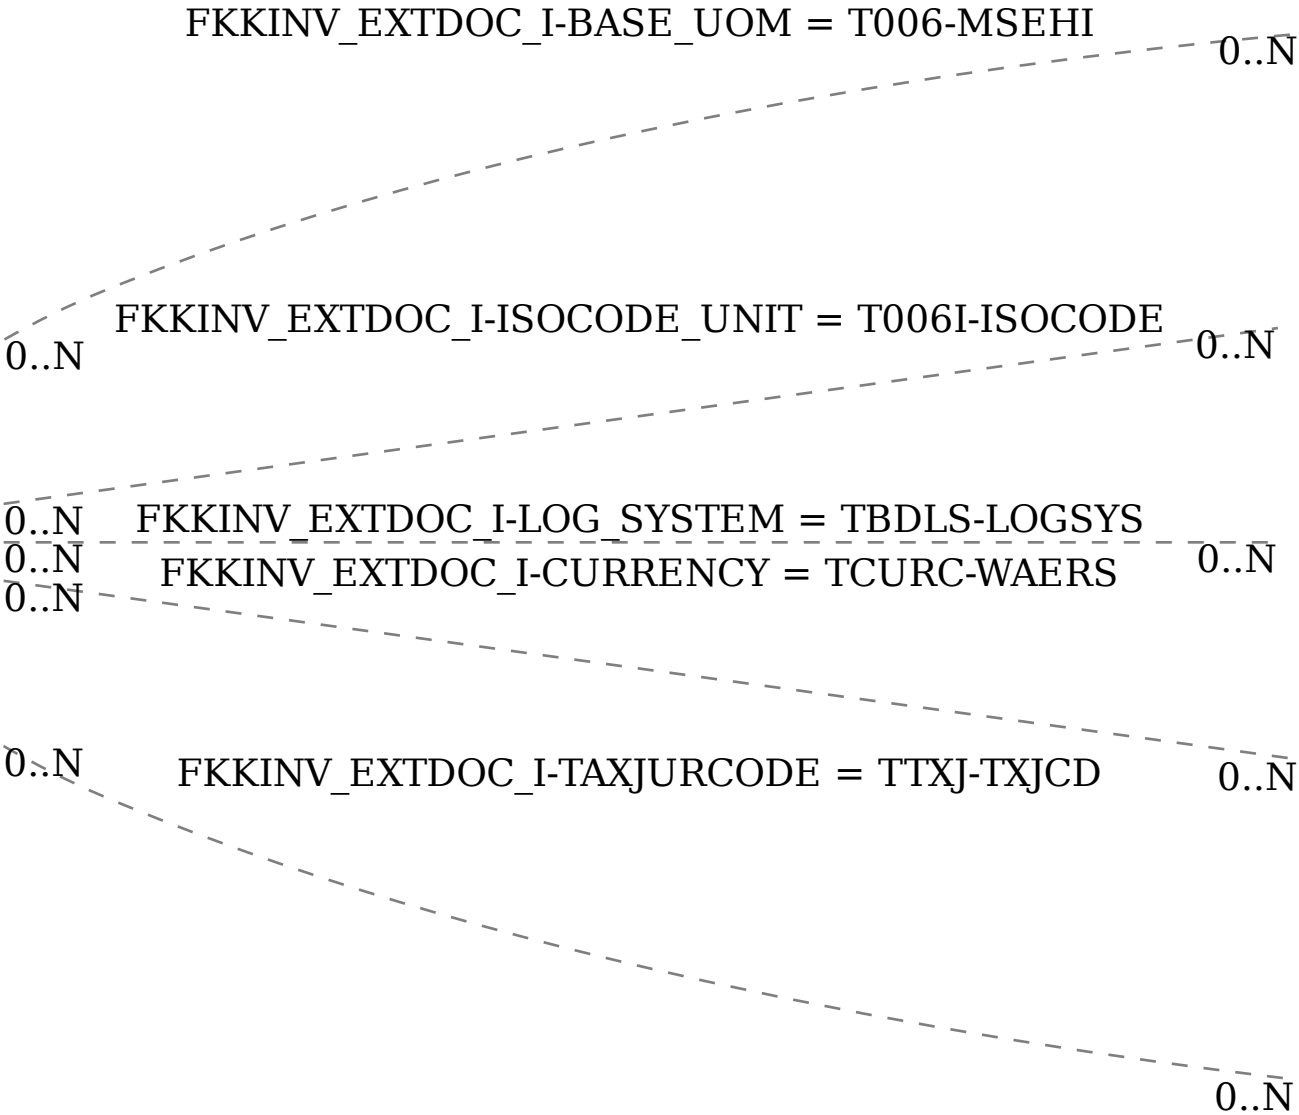 FKKINV_EXTDOC_I-BASE_UOM = T006-MSEHI
0..N
FKKINV_EXTDOC_I-ISOCODE_UNIT = T006I-ISOCODE
0..N
0..N
0..N
FKKINV_EXTDOC_I-LOG_SYSTEM = TBDLS-LOGSYS
0..N
0..N
FKKINV_EXTDOC_I-CURRENCY = TCURC-WAERS
0..N
0..N
FKKINV_EXTDOC_I-TAXJURCODE = TTXJ-TXJCD
0..N
0..N